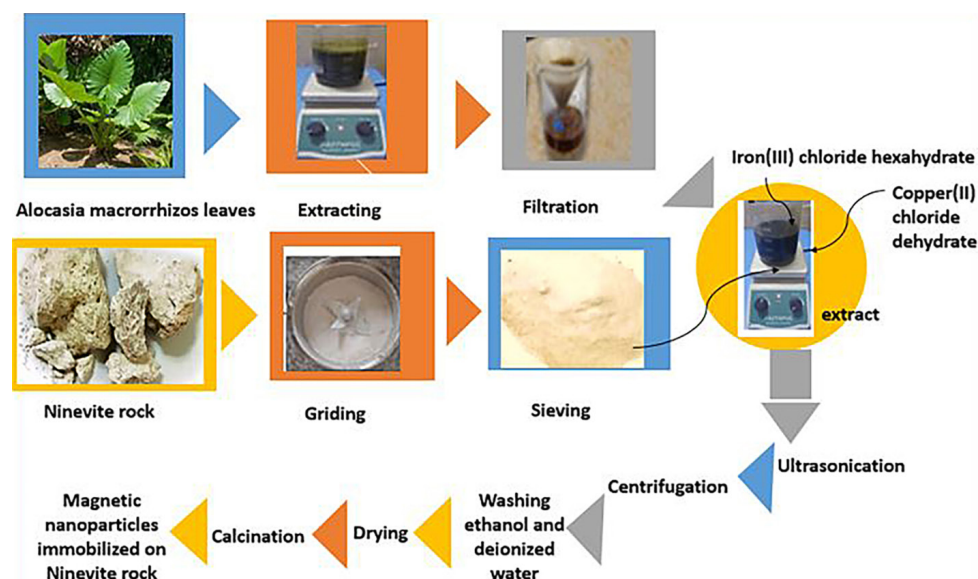 Iron(III) chloride hexahydrate
Alocasia macrorrhizos leaves
Extracting
Filtration
Copper(II)
chloride
dehydrate
extract
Ninevite rock
Griding
Sieving
Ultrasonication
Centrifugation
Washing
ethanol and
deionized
water
Drying
Calcination
Magnetic
nanoparticles
immobilized on
Ninevite rock